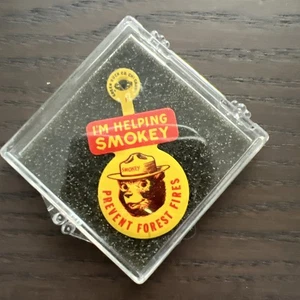 I'M HELPING
SMOKEY
SMOKEY
PREVENT FOREST FIRES